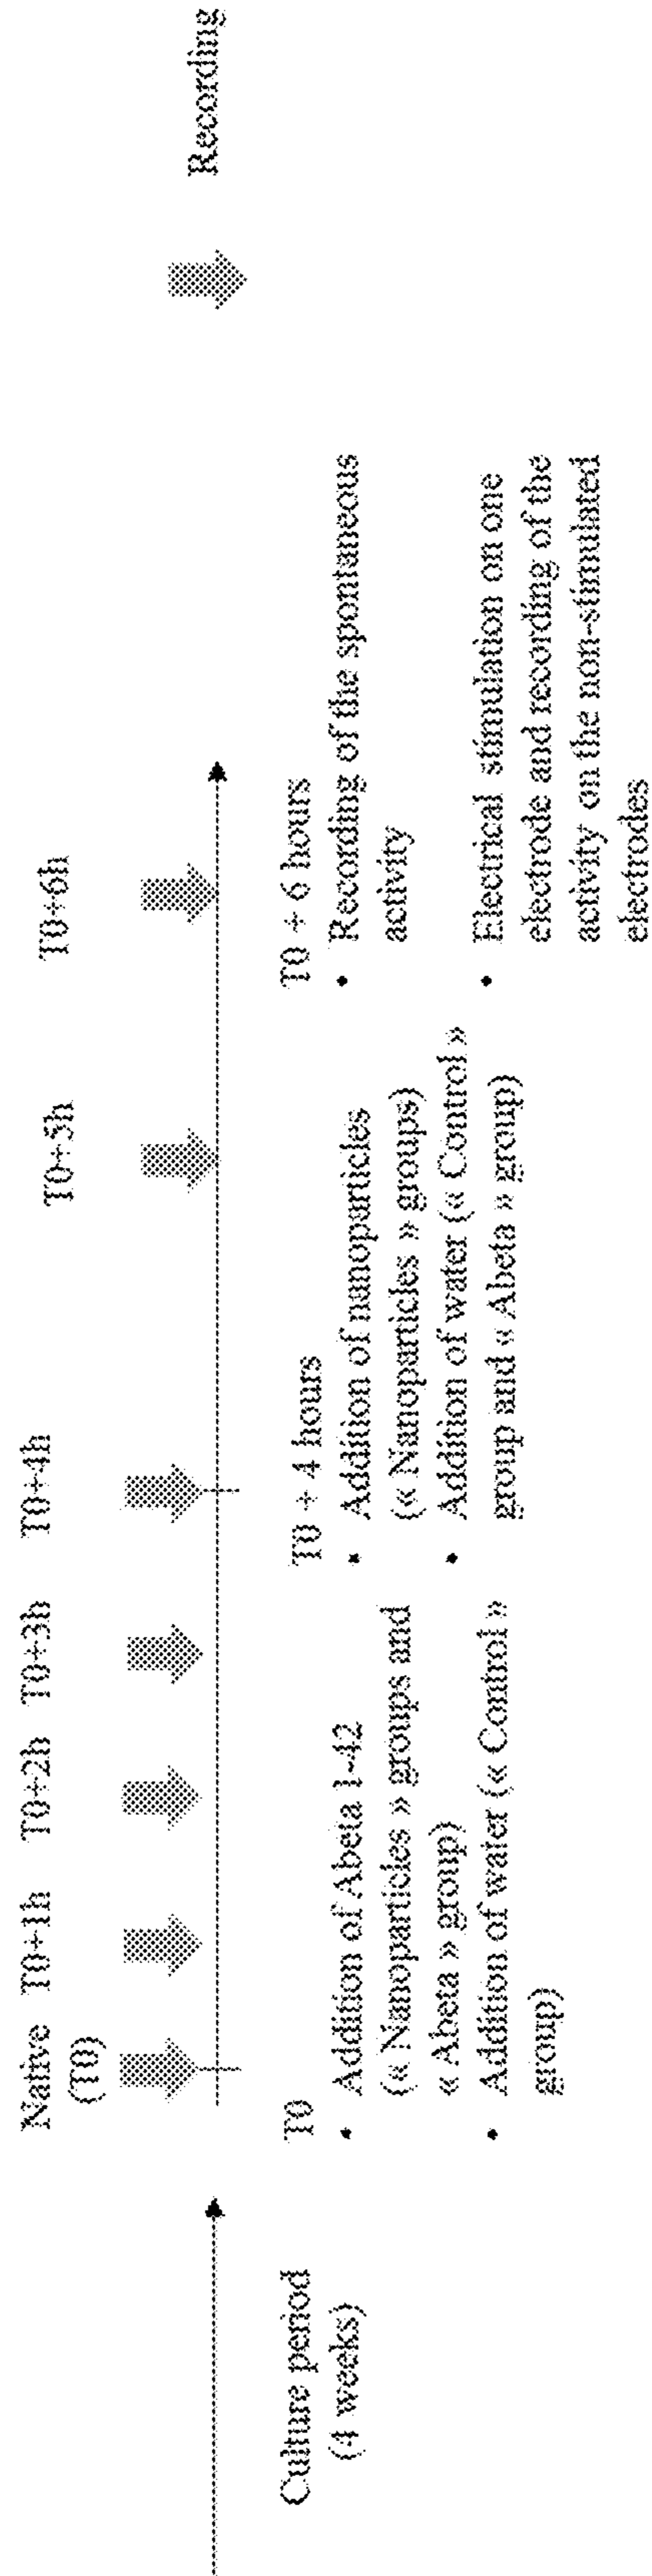 Native
(T0)
T0+1h
T0+2h
T0+3h
T0+4h
T0+5h
T0+6h
Recording
Culture period
(4 weeks)
T0
• Addition of Abeta 1-42
(« Nanoparticles » groups and
« Abeta » group)
• Addition of water (« Control »
group)
T0 + 4 hours
• Addition of nanoparticles
(« Nanoparticles » groups)
• Addition of water (« Control »
group and « Abeta » group)
T0 + 6 hours
• Recording of the spontaneous
activity
• Electrical stimulation on one
electrode and recording of the
activity on the non-stimulated
electrodes